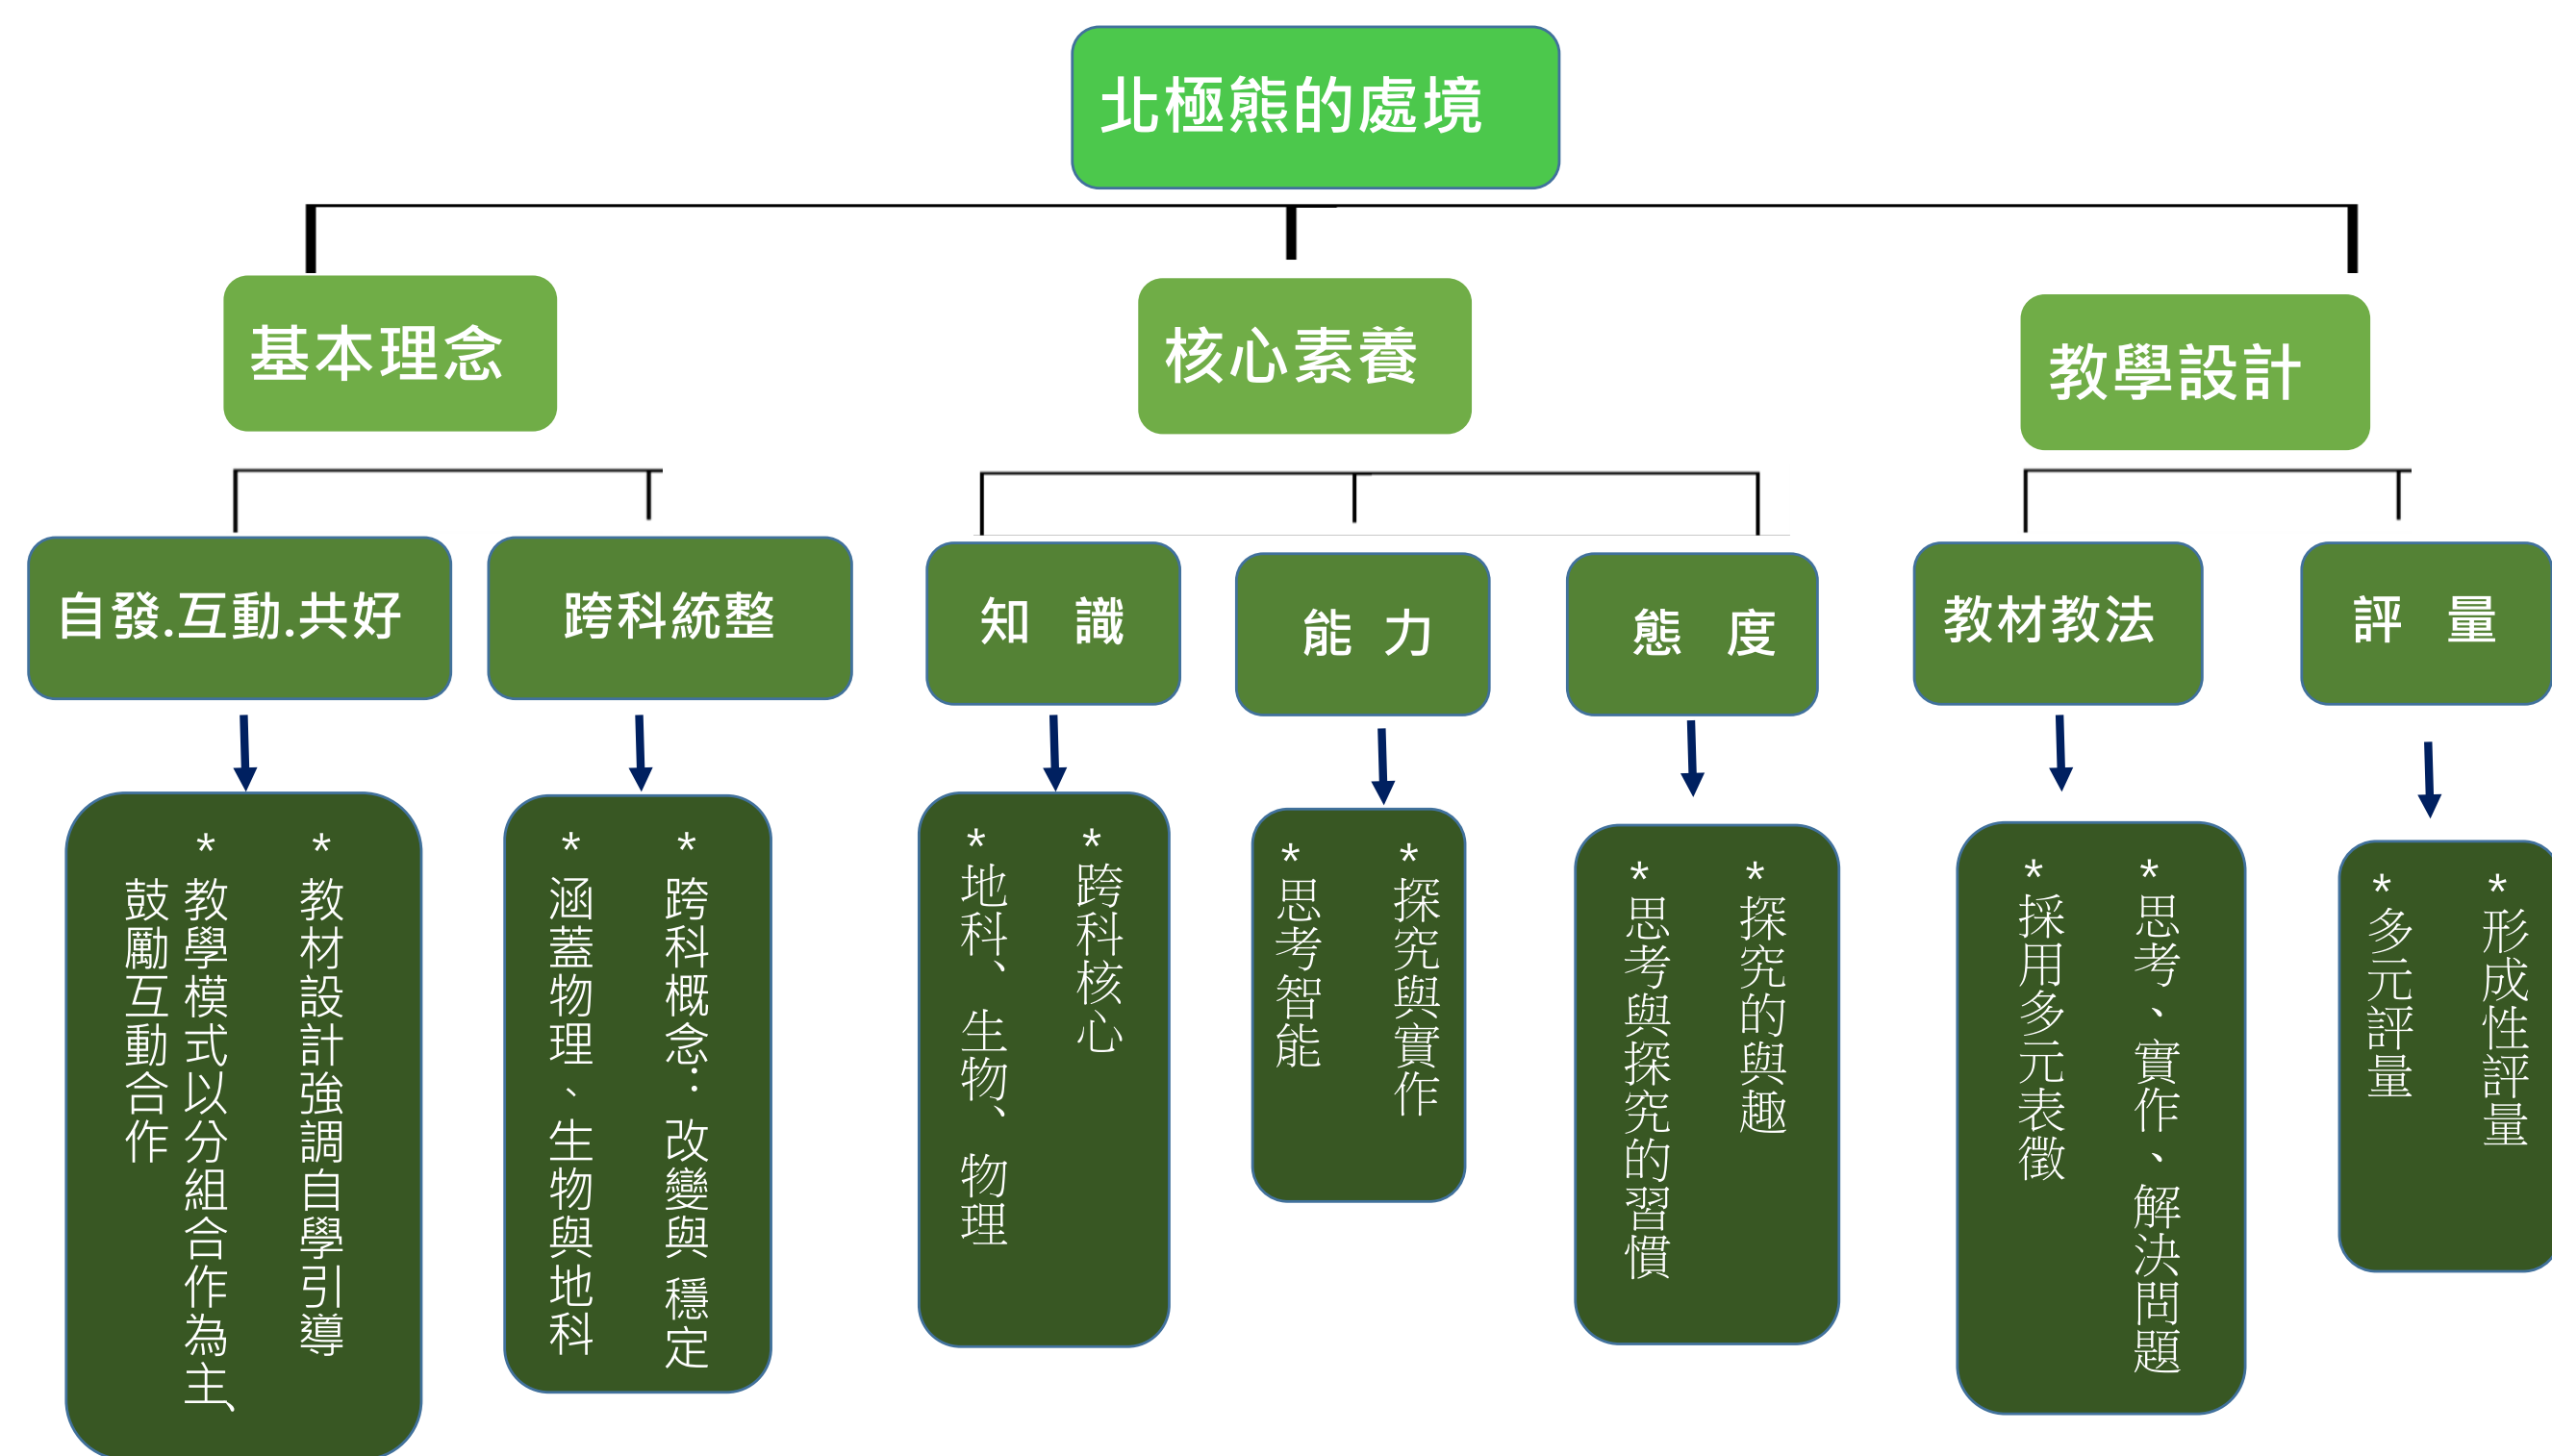 北極熊的處境
基本理念
核心素養
教學設計
自發.互動.共好
跨科統整
知 識
能 力
態 度
教材教法
評 量
*教材設計強調自學引導
*教學模式以分組合作為主、
鼓勵互動合作
*跨科概念：改變與 穩定
*涵蓋物理、生物與地科
*跨科核心
*地科、生物、物理
*探究與實作
*思考智能
*探究的與趣
*思考與探究的習慣
*思考、實作、解決問題
*採用多元表徵
*形成性評量
*多元評量